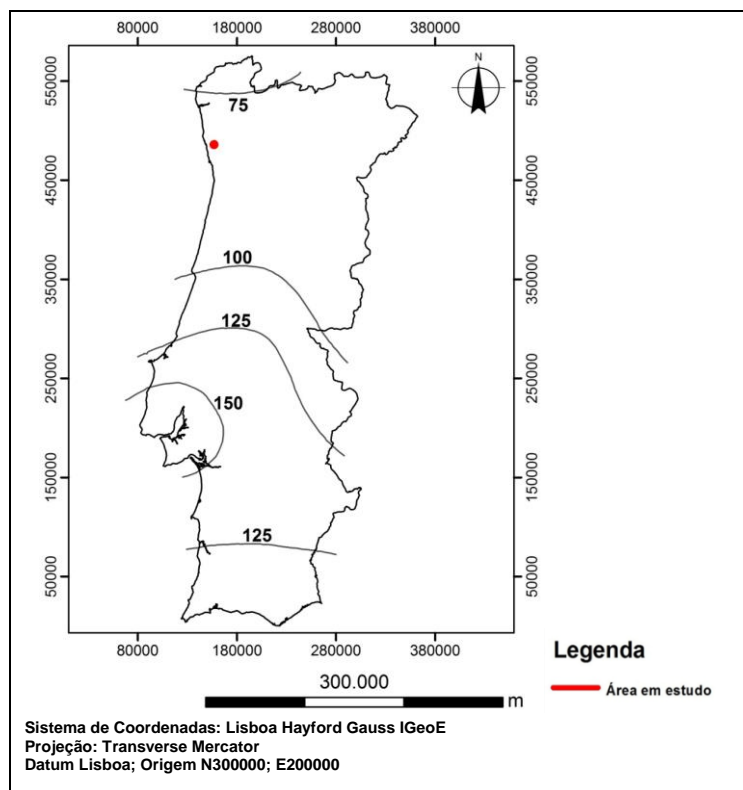 80000 180000 280000 380000
N
550000 550000
75
450000 450000
100
350000 350000
125
250000 250000
150
150000 150000
125
50000 50000
80000 180000 280000 380000
Legenda
300.000
m
Área em estudo
Sistema de Coordenadas: Lisboa Hayford Gauss IGeoE
Projeção: Transverse Mercator
Datum Lisboa; Origem N300000; E200000